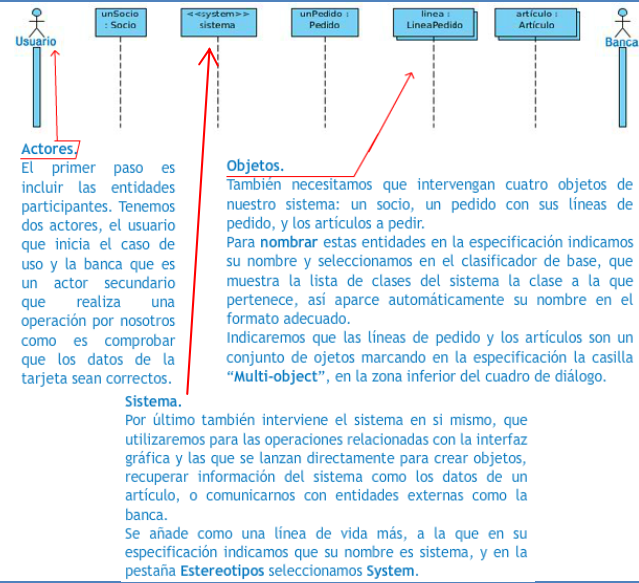 unSocio
: Socio
<<system>>
sistema
unPedido :
Pedido
linea :
LineaPedido
artículo :
Artículo
Usuario
Banca
Actores.
El primer paso es
incluir las entidades
participantes. Tenemos
dos actores, el usuario
que inicia el caso de
uso y la banca que es
un actor secundario
que realiza una
operación por nosotros
como es comprobar
que los datos de la
tarjeta sean correctos.
Objetos.
También necesitamos que intervengan cuatro objetos de
nuestro sistema: un socio, un pedido con sus líneas de
pedido, y los artículos a pedir.
Para nombrar estas entidades en la especificación indicamos
su nombre y seleccionamos en el clasificador de base, que
muestra la lista de clases del sistema la clase a la que
pertenece, así aparece automáticamente su nombre en el
formato adecuado.
Indicaremos que las líneas de pedido y los artículos son un
conjunto de ojetos marcando en la especificación la casilla
“Multi-object”, en la zona inferior del cuadro de diálogo.
Sistema.
Por último también interviene el sistema en si mismo, que
utilizaremos para las operaciones relacionadas con la interfaz
gráfica y las que se lanzan directamente para crear objetos,
recuperar información del sistema como los datos de un
artículo, o comunicarnos con entidades externas como la
banca.
Se añade como una línea de vida más, a la que en su
especificación indicamos que su nombre es sistema, y en la
pestaña Estereotipos seleccionamos System.